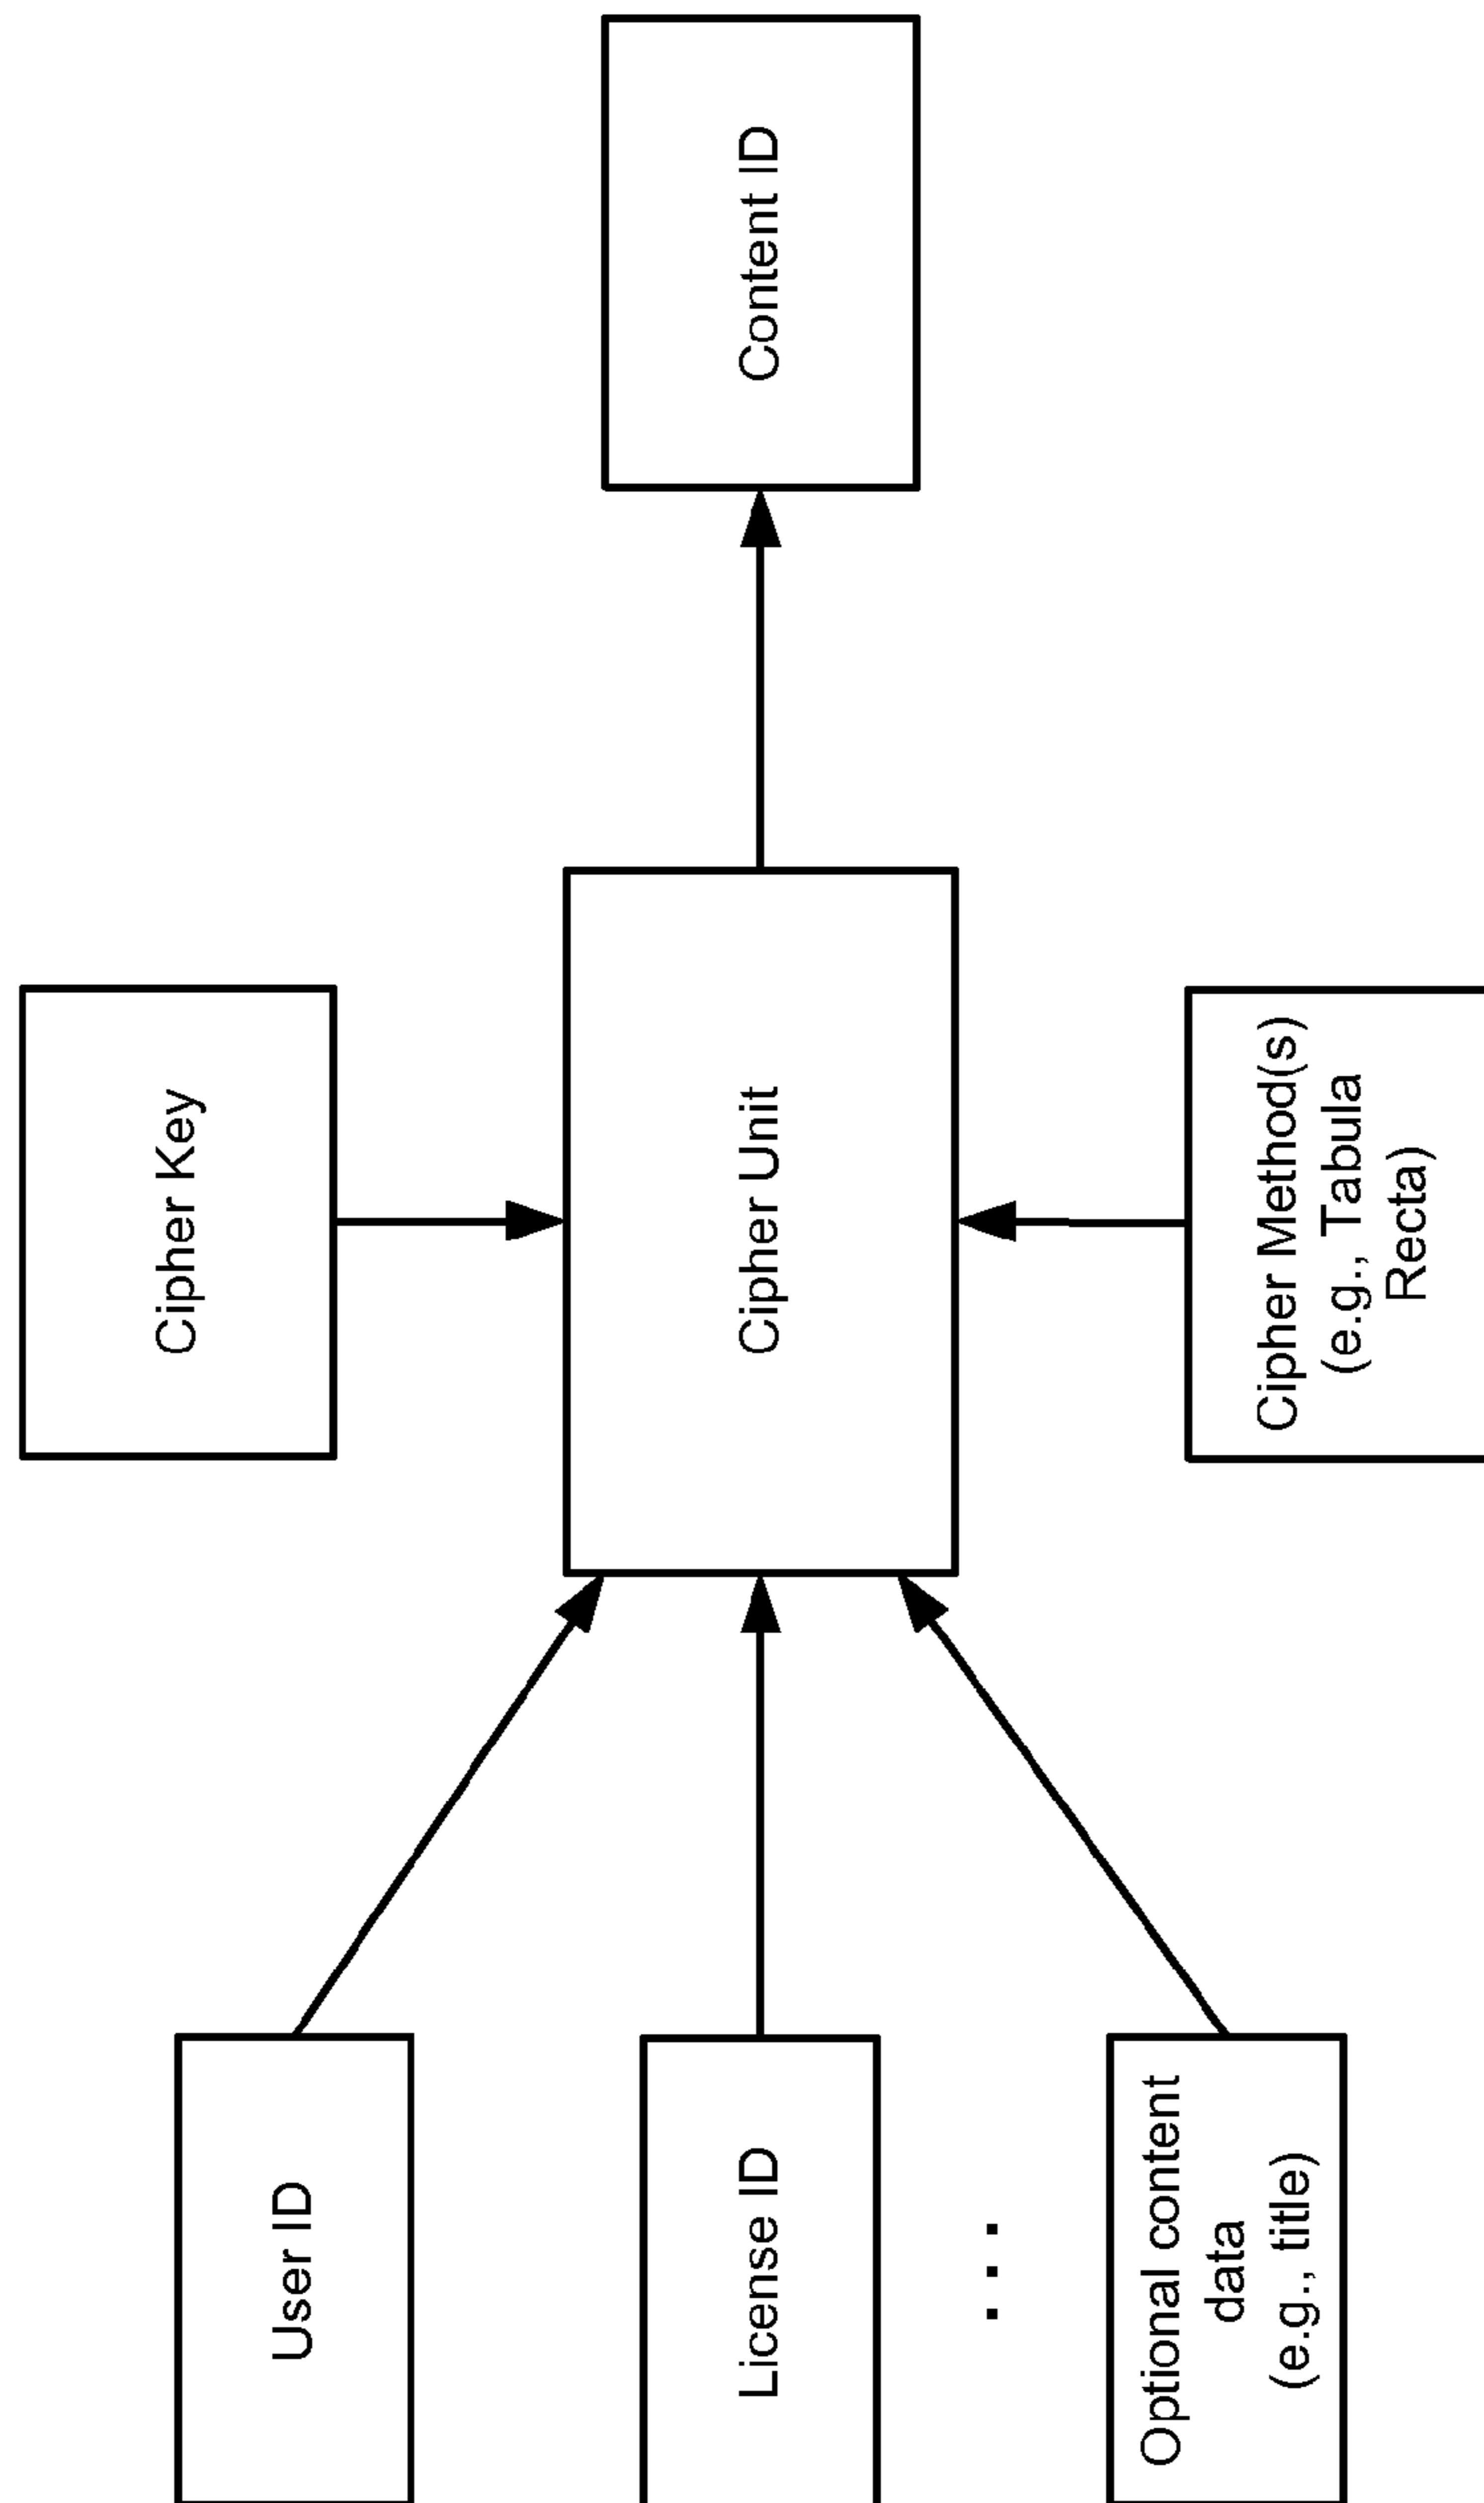 User ID
License ID
. . .
Optional content
data
(e.g., title)
Cipher Key
Cipher Unit
Cipher Method(s)
(e.g., Tabula
Recta)
Content ID